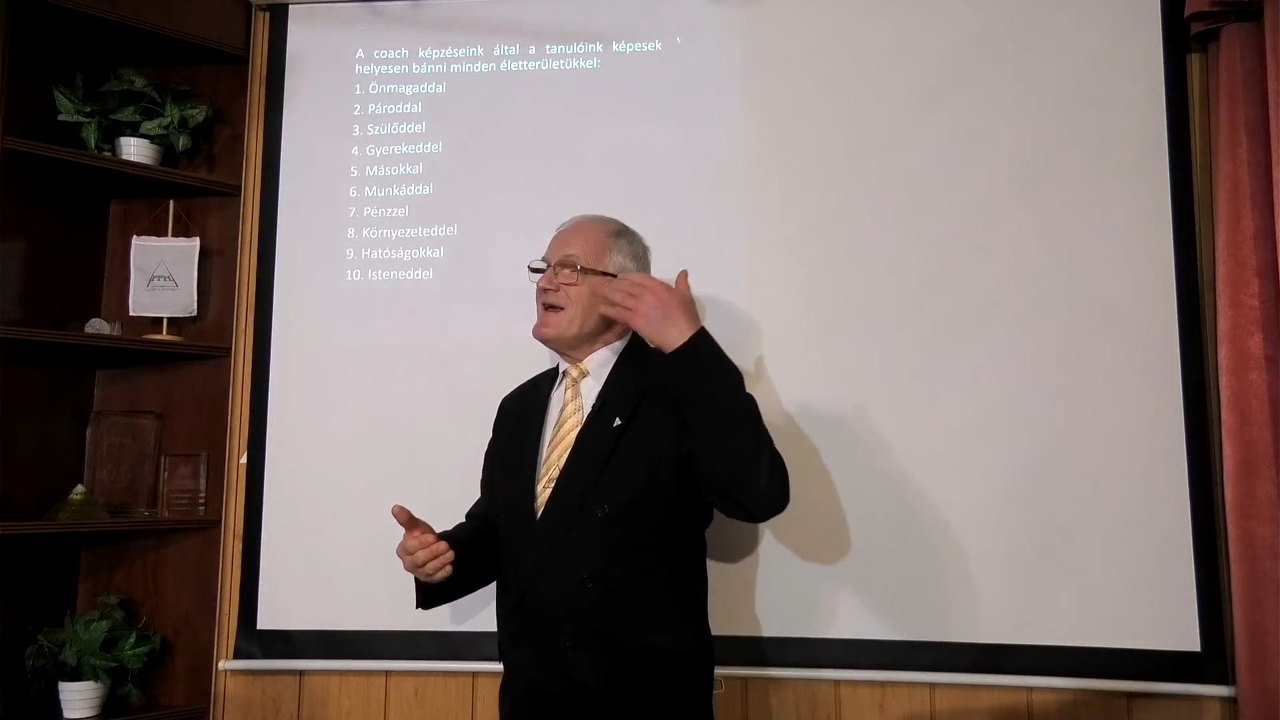 A coach képzéseink által a tanulóink képesek
helyesen bánni minden életterületükkel:
1. Önmagaddal
2. Pároddal
3. Szülőddel
4. Gyerekeddel
5. Másokkal
6. Munkáddal
7. Pénzzel
8. Környezeteddel
9. Hatóságokkal
10. Isteneddel